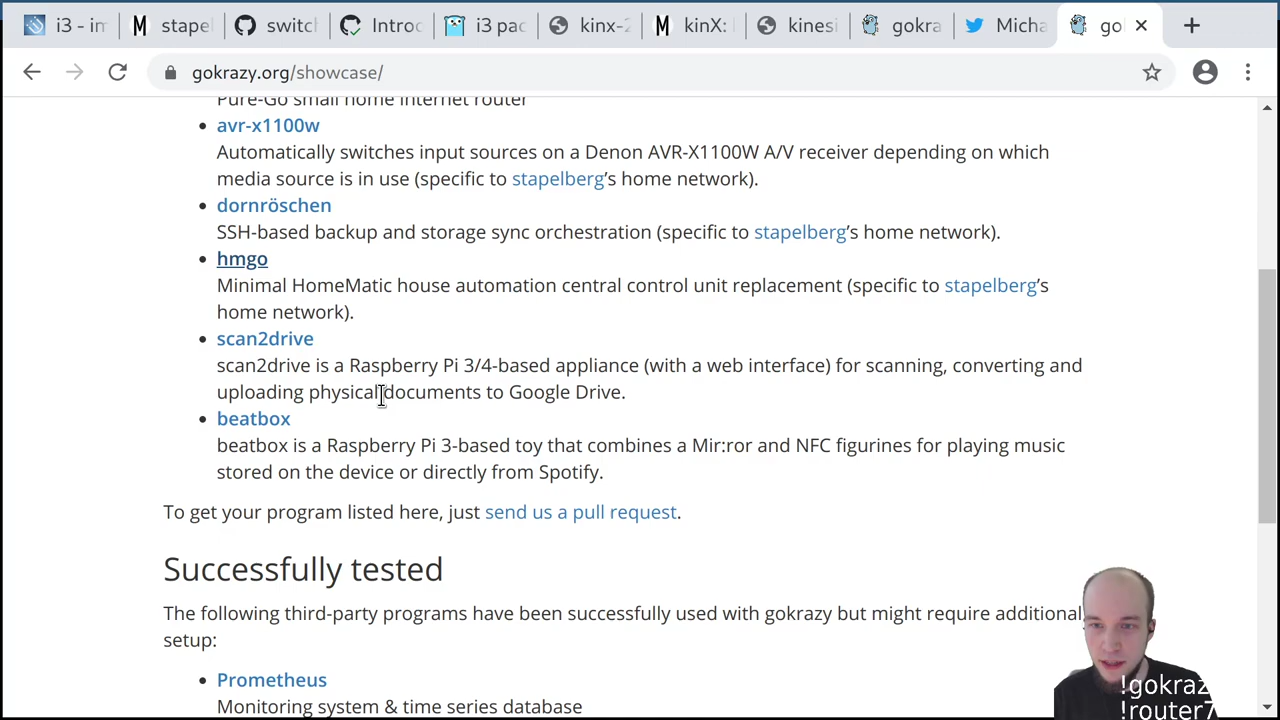 i3 - im
stapel
switch
Introd
i3 pac
kinx-2
kinX:
kinesi
gokra
Micha
go
gokrazy.org/showcase/
Pure-Go small home internet router
• avr-x1100w
Automatically switches input sources on a Denon AVR-X1100W A/V receiver depending on which
media source is in use (specific to stapelberg's home network).
• dornröschen
SSH-based backup and storage sync orchestration (specific to stapelberg's home network).
• hmgo
Minimal HomeMatic house automation central control unit replacement (specific to stapelberg's
home network).
• scan2drive
scan2drive is a Raspberry Pi 3/4-based appliance (with a web interface) for scanning, converting and
uploading physical documents to Google Drive.
• beatbox
beatbox is a Raspberry Pi 3-based toy that combines a Mir:ror and NFC figurines for playing music
stored on the device or directly from Spotify.
To get your program listed here, just send us a pull request.
Successfully tested
The following third-party programs have been successfully used with gokrazy but might require additional
setup:
• Prometheus
Monitoring system & time series database
!gokraz
!router7